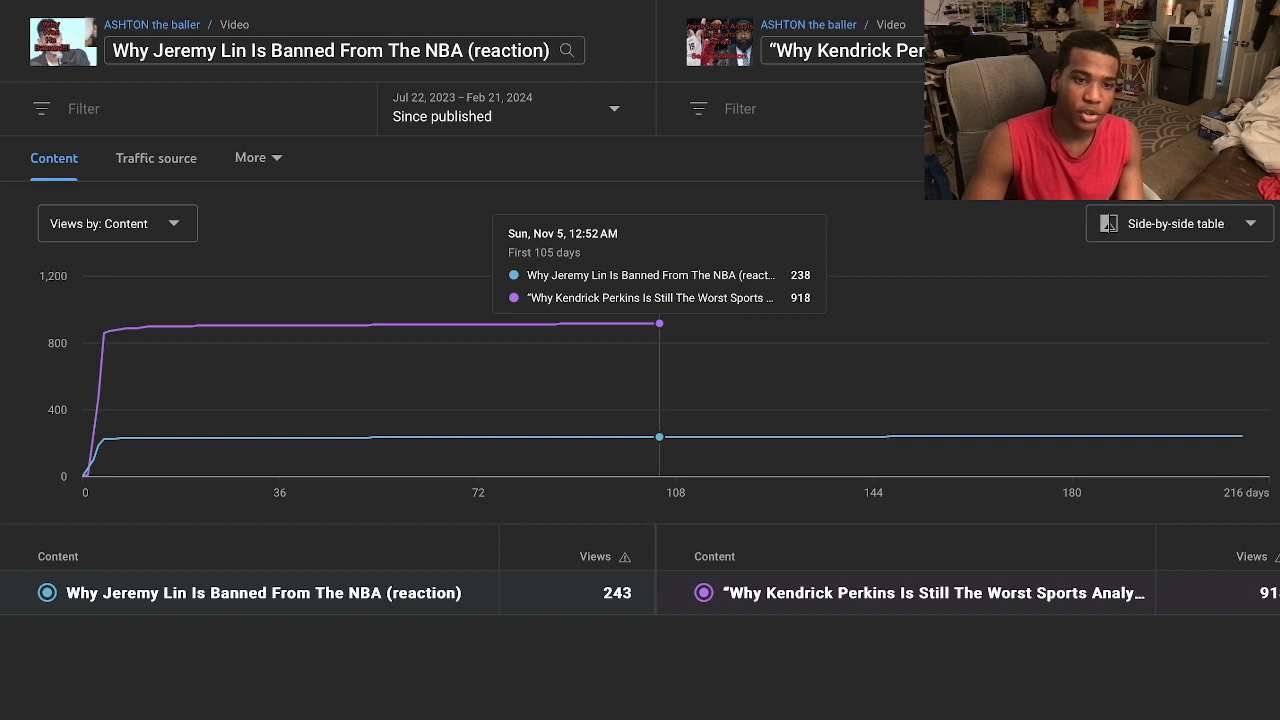 ASHTON the baller / Video
Why Jeremy Lin Is Banned From The NBA (reaction)
ASHTON the baller / Video
“Why Kendrick Per
Filter
Jul 22, 2023 – Feb 21, 2024
Since published
Filter
Content
Traffic source
More
Views by: Content
Side-by-side table
Sun, Nov 5, 12:52 AM
First 105 days
Why Jeremy Lin Is Banned From The NBA (react... 238
“Why Kendrick Perkins Is Still The Worst Sports ... 918
1,200
800
400
0
0 36 72 108 144 180 216 days
Content Views
Why Jeremy Lin Is Banned From The NBA (reaction) 243
Content Views
“Why Kendrick Perkins Is Still The Worst Sports Analy... 91